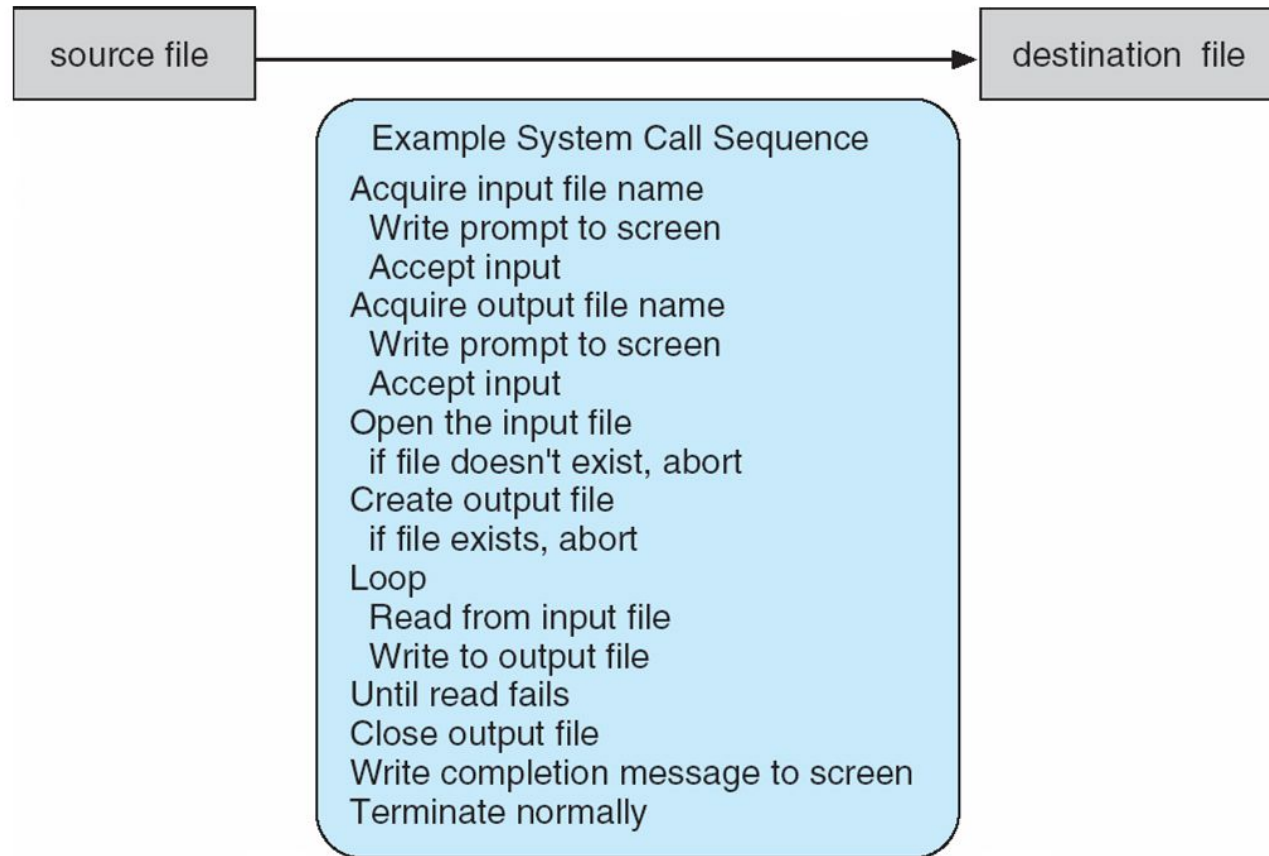 source file
destination file
Example System Call Sequence
Acquire input file name
Write prompt to screen
Accept input
Acquire output file name
Write prompt to screen
Accept input
Open the input file
if file doesn't exist, abort
Create output file
if file exists, abort
Loop
Read from input file
Write to output file
Until read fails
Close output file
Write completion message to screen
Terminate normally